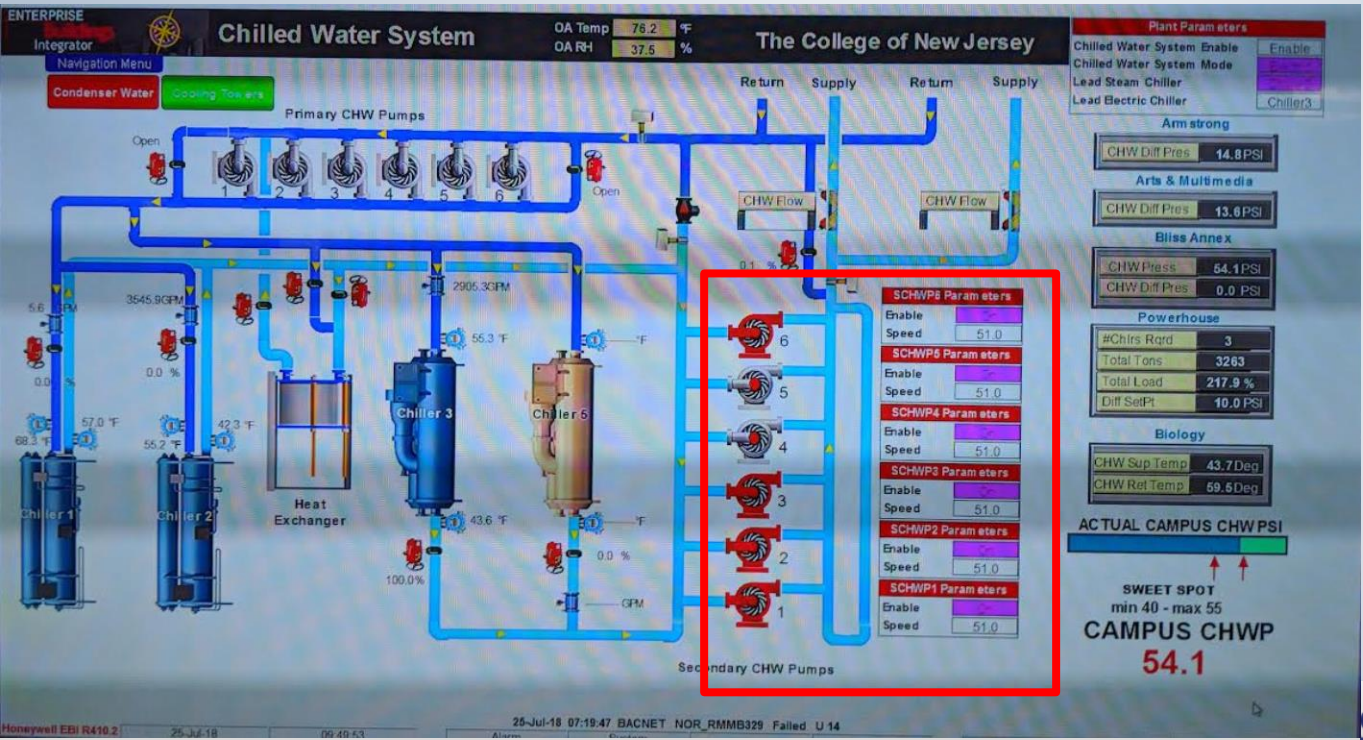 ENTERPRISE
Buildings
Integrator
Navigation Menu
Chilled Water System
OA Temp 76.2 °F
OA RH 37.5 %
The College of New Jersey
Condenser Water
Cooling Towers
Plant Parameters
Chilled Water System Enable Enable
Chilled Water System Mode
Lead Steam Chiller
Lead Electric Chiller Chiller3
Return Supply Return Supply
Primary CHW Pumps
Open
1 2 3 4 5 6
Open
CHW Flow
CHW Flow
0.1 %
Armstrong
CHW Diff Pres 14.8 PSI
Arts & Multimedia
CHW Diff Pres 13.6 PSI
Bliss Annex
CHW Press 54.1 PSI
CHW Diff Pres 0.0 PSI
Powerhouse
#Chlrs Rqrd 3
Total Tons 3263
Total Load 217.9 %
Diff SetPt 10.0 PSI
Biology
CHW Sup Temp 43.7 Deg
CHW Ret Temp 59.5 Deg
ACTUAL CAMPUS CHW PSI
SWEET SPOT
min 40 - max 55
CAMPUS CHWP
54.1
5.6 GPM
3545.9GPM
2905.3GPM
0.0 %
0.0 %
55.3 °F
°F
68.3 °F
57.0 °F
55.2 °F
42.3 °F
Chiller 1
Chiller 2
Heat
Exchanger
Chiller 3
Chiller 5
43.6 °F
°F
100.0%
0.0 %
GPM
6
5
4
3
2
1
SCHWP6 Parameters
Enable
Speed 51.0
SCHWP5 Parameters
Enable
Speed 51.0
SCHWP4 Parameters
Enable
Speed 51.0
SCHWP3 Parameters
Enable
Speed 51.0
SCHWP2 Parameters
Enable
Speed 51.0
SCHWP1 Parameters
Enable
Speed 51.0
Secondary CHW Pumps
25-Jul-18 07:19:47 BACNET NOR_RMMB329 Failed U 14
Honeywell EBI R410.2
25-Jul-18
09:49:53
Alarm
System